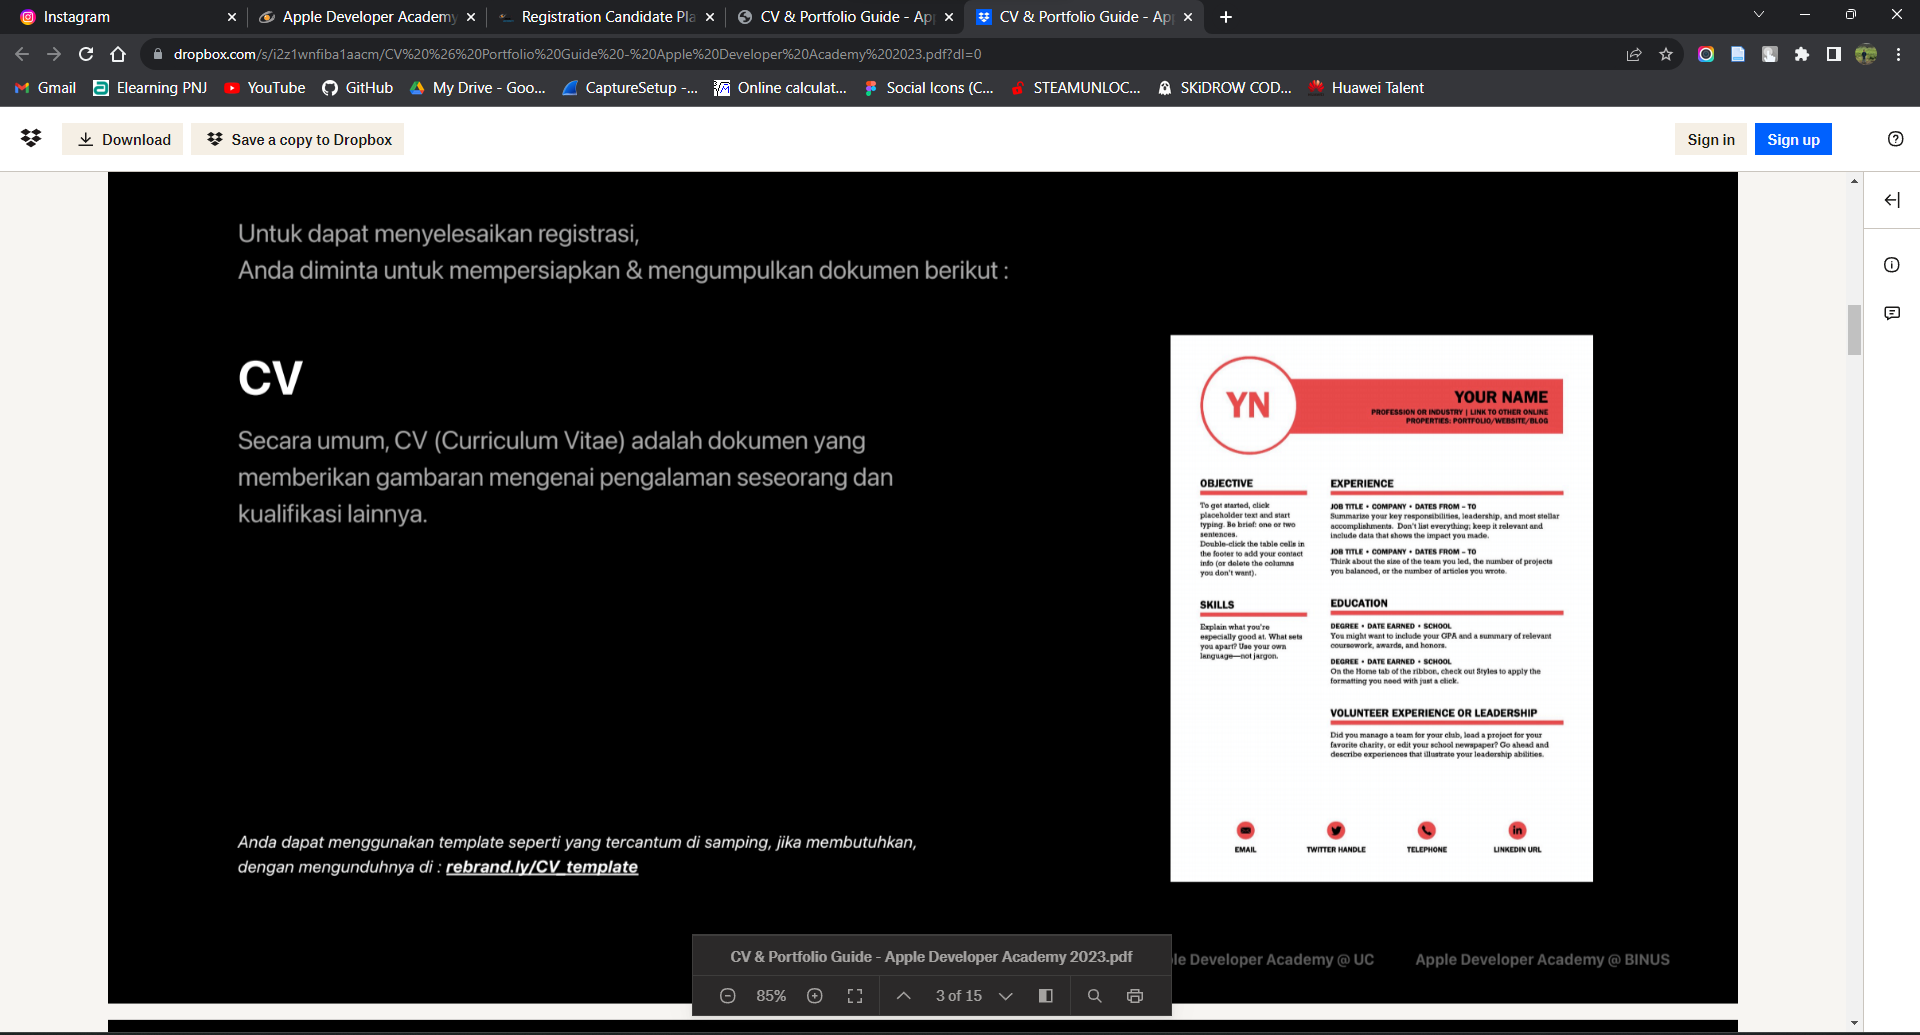 Instagram
Apple Developer Academy
Registration Candidate Pla
CV & Portfolio Guide - Ap
CV & Portfolio Guide - Ap
dropbox.com/s/i2z1wnfiba1aacm/CV%20%26%20Portfolio%20Guide%20-%20Apple%20Developer%20Academy%202023.pdf?dl=0
Gmail
Elearning PNJ
YouTube
GitHub
My Drive - Goo...
CaptureSetup -...
Online calculat...
Social Icons (C...
STEAMUNLOC...
SKiDROW COD...
Huawei Talent
Download
Save a copy to Dropbox
Sign in
Sign up
Untuk dapat menyelesaikan registrasi,
Anda diminta untuk mempersiapkan & mengumpulkan dokumen berikut :
CV
Secara umum, CV (Curriculum Vitae) adalah dokumen yang
memberikan gambaran mengenai pengalaman seseorang dan
kualifikasi lainnya.
Anda dapat menggunakan template seperti yang tercantum di samping, jika membutuhkan,
dengan mengunduhnya di : rebrand.ly/CV_template
YN
YOUR NAME
PROFESSION OR INDUSTRY | LINK TO OTHER ONLINE
PROPERTIES: PORTFOLIO/WEBSITE/BLOG
OBJECTIVE
To get started, click
placeholder text and start
typing. Be brief: one or two
sentences.
Double-click the table cells in
the footer to add your contact
info (or delete the columns
you don't want).
SKILLS
Explain what you're
especially good at. What sets
you apart? Use your own
language—not jargon.
EXPERIENCE
JOB TITLE • COMPANY • DATES FROM – TO
Summarize your key responsibilities, leadership, and most stellar
accomplishments. Don't list everything; keep it relevant and
include data that shows the impact you made.
JOB TITLE • COMPANY • DATES FROM – TO
Think about the size of the team you led, the number of projects
you balanced, or the number of articles you wrote.
EDUCATION
DEGREE • DATE EARNED • SCHOOL
You might want to include your GPA and a summary of relevant
coursework, awards, and honors.
DEGREE • DATE EARNED • SCHOOL
On the Home tab of the ribbon, check out Styles to apply the
formatting you need with just a click.
VOLUNTEER EXPERIENCE OR LEADERSHIP
Did you manage a team for your club, lead a project for your
favorite charity, or edit your school newspaper? Go ahead and
describe experiences that illustrate your leadership abilities.
EMAIL
TWITTER HANDLE
TELEPHONE
LINKEDIN URL
in
le Developer Academy @ UC
Apple Developer Academy @ BINUS
CV & Portfolio Guide - Apple Developer Academy 2023.pdf
85%
3 of 15